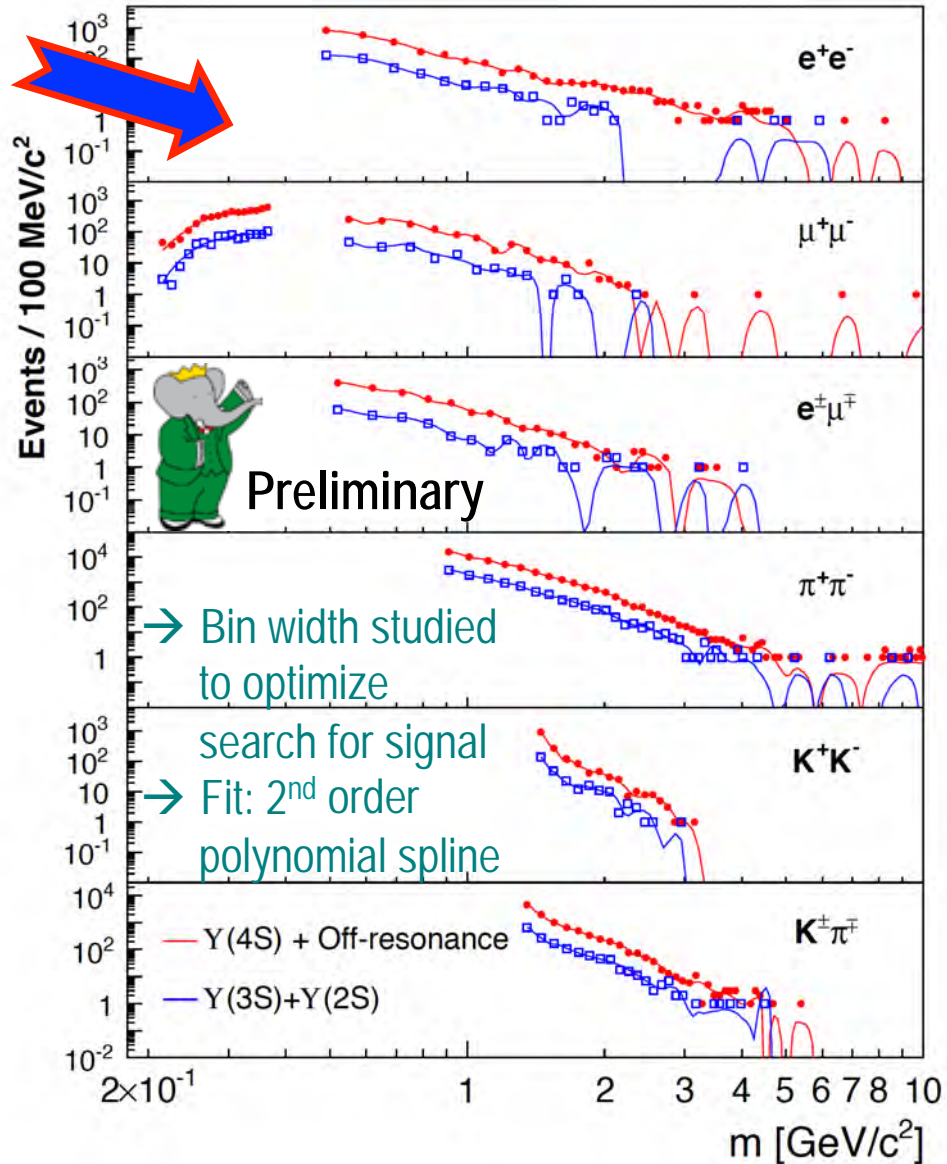 Events / 100 MeV/c²
10³
10²
1
10⁻¹
e⁺e⁻
10³
10²
10
1
10⁻¹
μ⁺μ⁻
10³
10²
10
1
10⁻¹
e±μ∓
Preliminary
10⁴
10²
1
π⁺π⁻
→ Bin width studied
to optimize
search for signal
→ Fit: 2nd order
polynomial spline
10³
10²
10
1
10⁻¹
K⁺K⁻
10⁴
10²
1
10⁻²
K±π∓
ϒ(4S) + Off-resonance
ϒ(3S)+ϒ(2S)
2×10⁻¹ 1 2 3 4 5 6 7 8 10
m [GeV/c²]